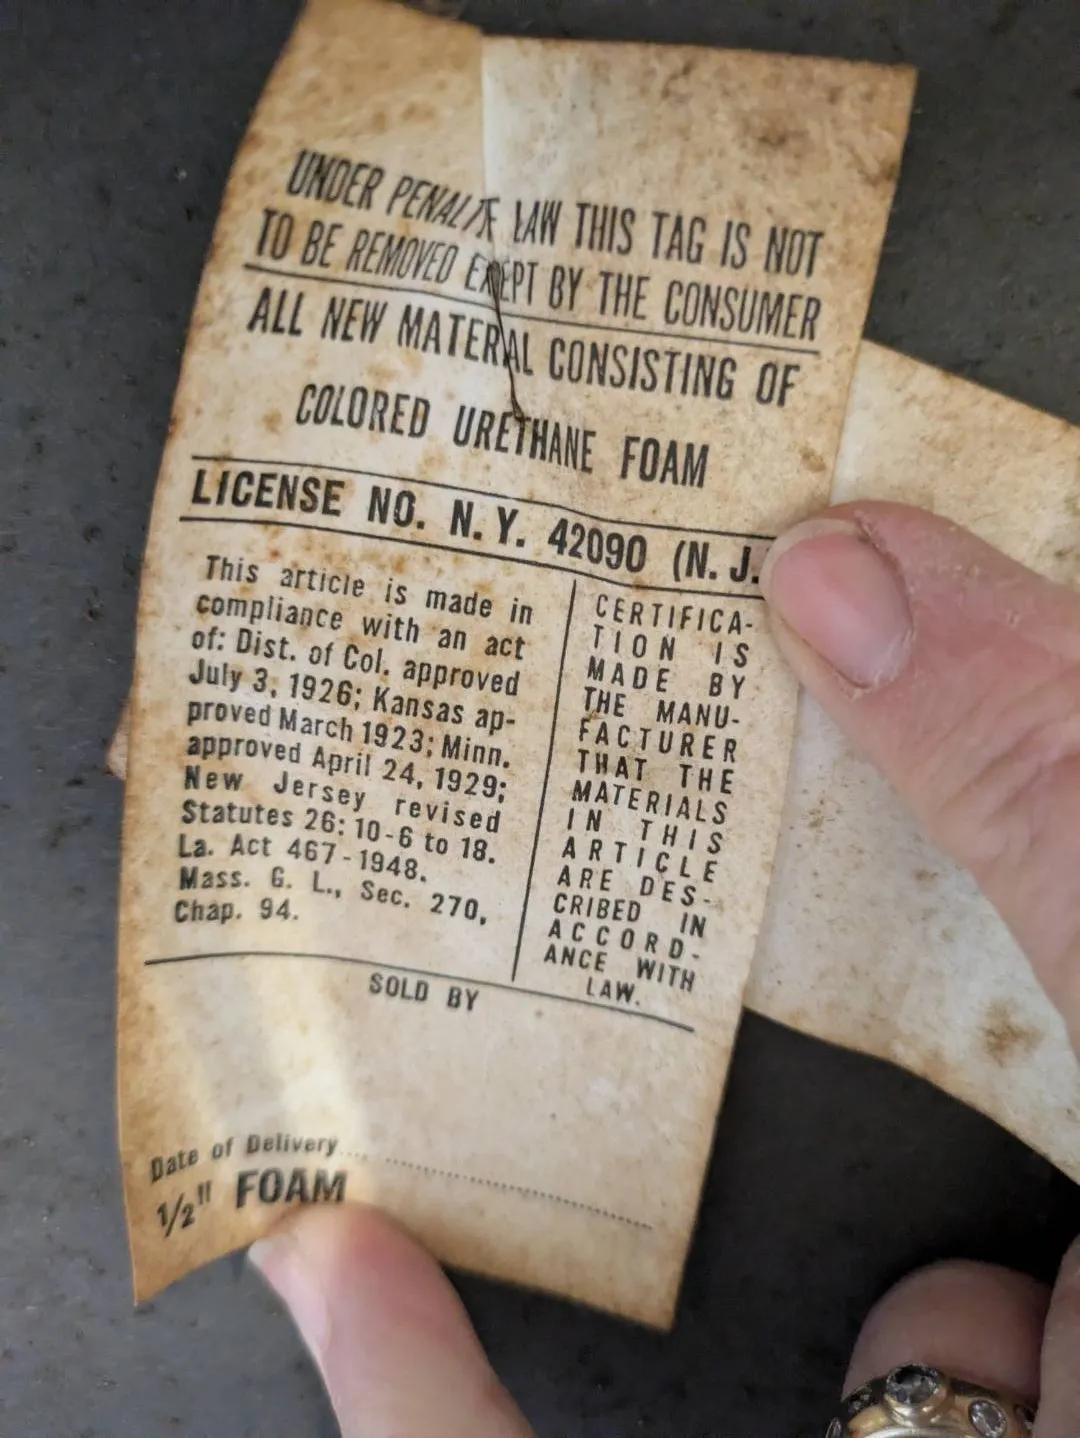 UNDER PENALTY LAW THIS TAG IS NOT
TO BE REMOVED EXEPT BY THE CONSUMER
ALL NEW MATERAL CONSISTING OF
COLORED URETHANE FOAM
LICENSE NO. N. Y. 42090 (N. J.
This article is made in
compliance with an act
of: Dist. of Col. approved
July 3, 1926; Kansas ap-
proved March 1923; Minn.
approved April 24, 1929;
New Jersey revised
Statutes 26: 10-6 to 18.
La. Act 467-1948.
Mass. G. L., Sec. 270,
Chap. 94.
CERTIFICA-
TION IS
MADE BY
THE MANU-
FACTURER
THAT THE
MATERIALS
IN THIS
ARTICLE
ARE DES-
CRIBED IN
ACCORD-
ANCE WITH
LAW.
SOLD BY
Date of Delivery
1/2" FOAM